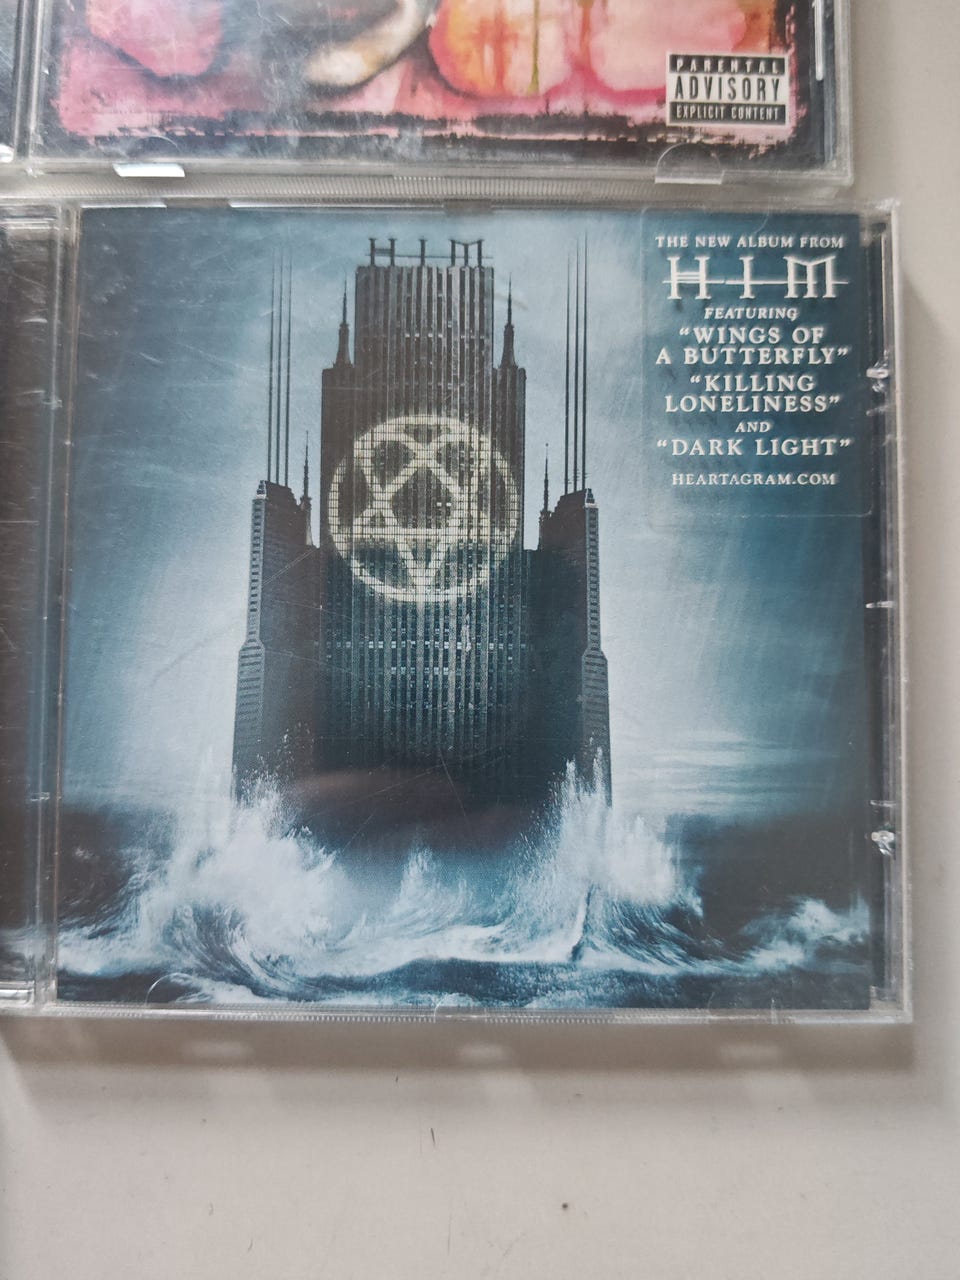 PARENTAL
ADVISORY
EXPLICIT CONTENT
HIM
THE NEW ALBUM FROM
HIM
FEATURING
“WINGS OF
A BUTTERFLY”
“KILLING
LONELINESS”
AND
“DARK LIGHT”
HEARTAGRAM.COM